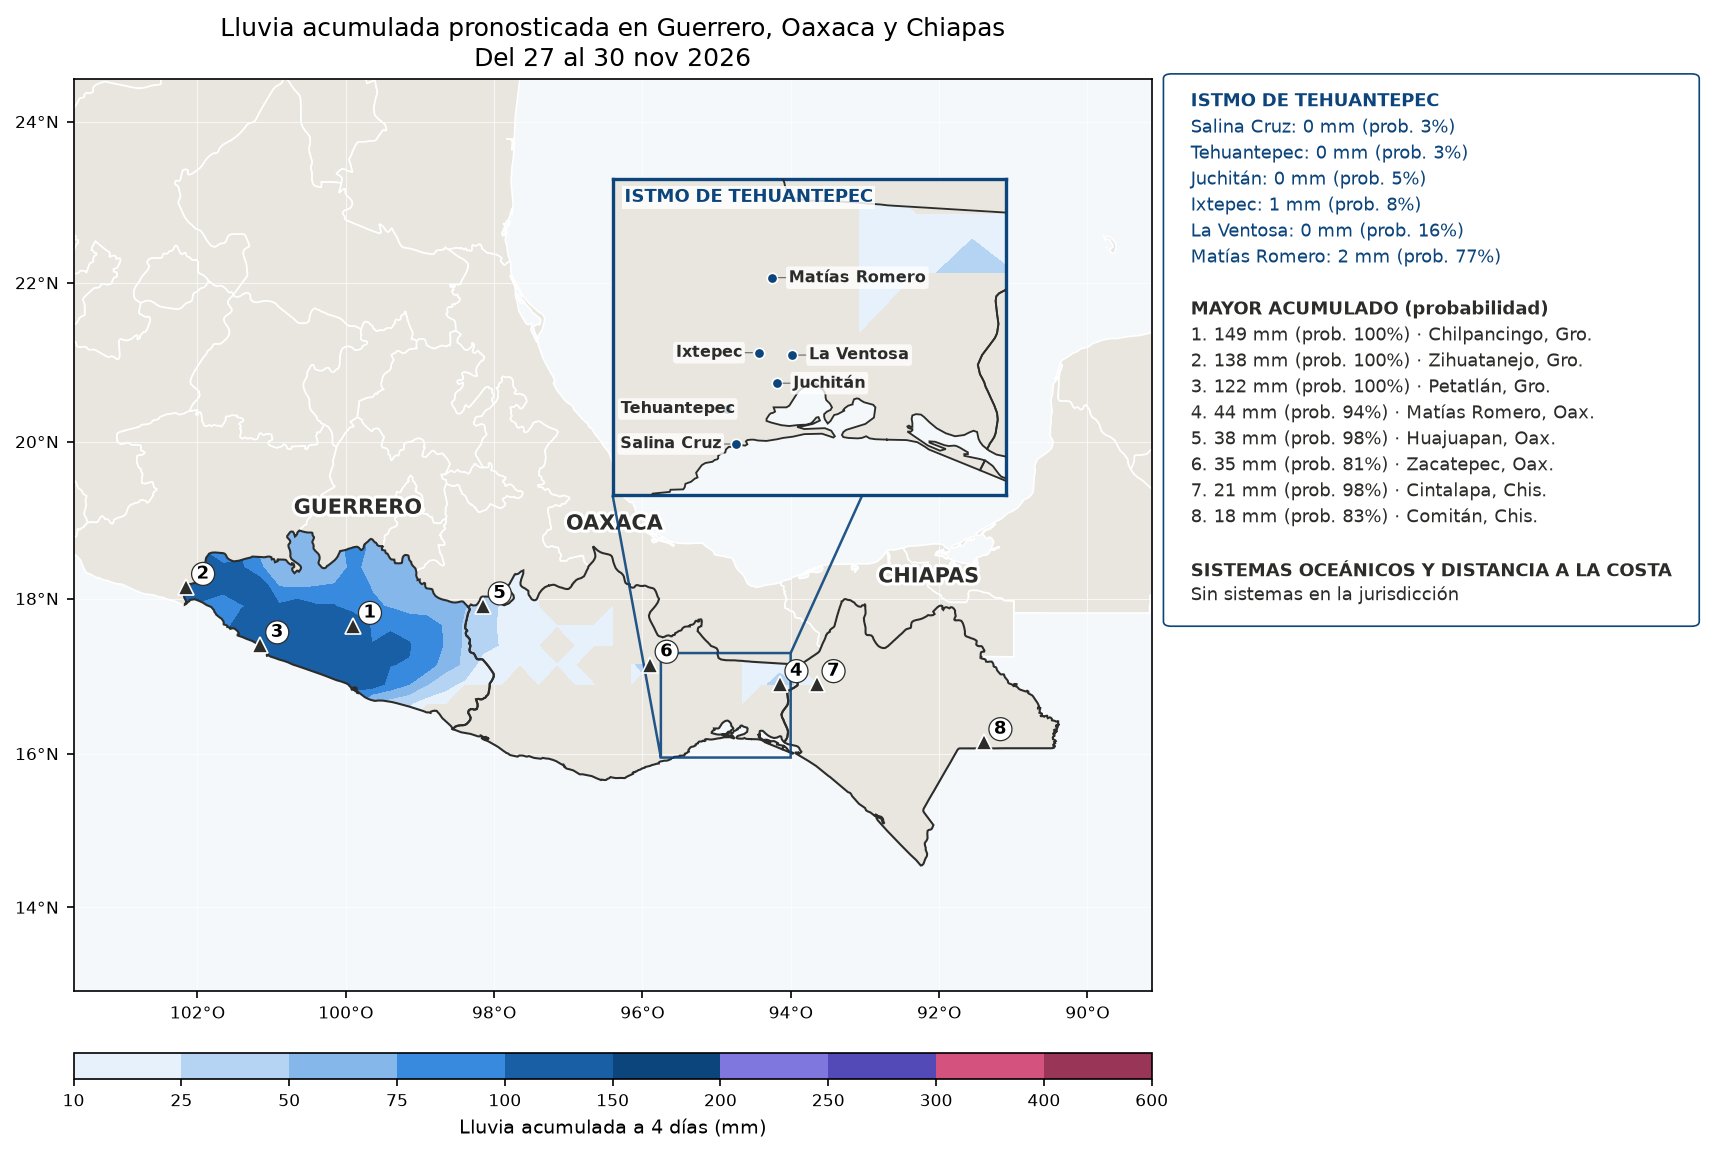 Lluvia acumulada pronosticada en Guerrero, Oaxaca y Chiapas
Del 27 al 30 nov 2026
24°N
22°N
20°N
18°N
16°N
14°N
102°O
100°O
98°O
96°O
94°O
92°O
90°O
ISTMO DE TEHUANTEPEC
Matías Romero
Ixtepec
La Ventosa
Juchitán
Tehuantepec
Salina Cruz
GUERRERO
OAXACA
CHIAPAS
2
1
3
5
6
4
7
8
10
25
50
75
100
150
200
250
300
400
600
Lluvia acumulada a 4 días (mm)
ISTMO DE TEHUANTEPEC
Salina Cruz: 0 mm (prob. 3%)
Tehuantepec: 0 mm (prob. 3%)
Juchitán: 0 mm (prob. 5%)
Ixtepec: 1 mm (prob. 8%)
La Ventosa: 0 mm (prob. 16%)
Matías Romero: 2 mm (prob. 77%)
MAYOR ACUMULADO (probabilidad)
1. 149 mm (prob. 100%) · Chilpancingo, Gro.
2. 138 mm (prob. 100%) · Zihuatanejo, Gro.
3. 122 mm (prob. 100%) · Petatlán, Gro.
4. 44 mm (prob. 94%) · Matías Romero, Oax.
5. 38 mm (prob. 98%) · Huajuapan, Oax.
6. 35 mm (prob. 81%) · Zacatepec, Oax.
7. 21 mm (prob. 98%) · Cintalapa, Chis.
8. 18 mm (prob. 83%) · Comitán, Chis.
SISTEMAS OCEÁNICOS Y DISTANCIA A LA COSTA
Sin sistemas en la jurisdicción